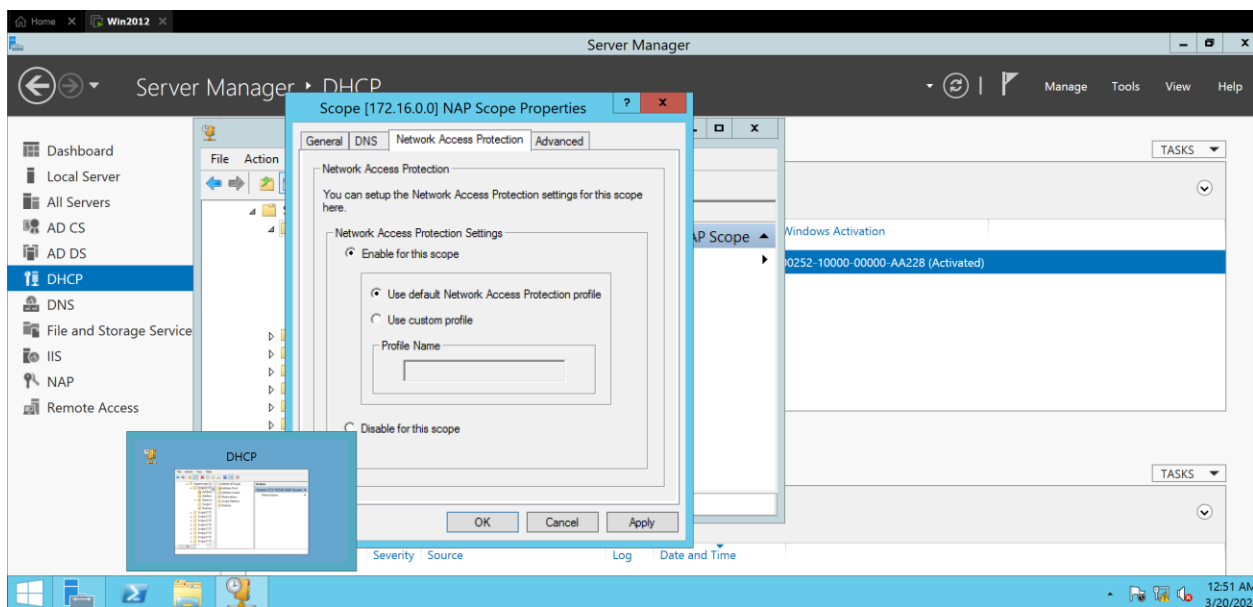 Home
Win2012
Server Manager
Server Manager ‣ DHCP
Manage Tools View Help
Dashboard
Local Server
All Servers
AD CS
AD DS
DHCP
DNS
File and Storage Service
IIS
NAP
Remote Access
File Action
Scope [172.16.0.0] NAP Scope Properties ? x
General DNS Network Access Protection Advanced
Network Access Protection
You can setup the Network Access Protection settings for this scope
here.
Network Access Protection Settings
Enable for this scope
Use default Network Access Protection profile
Use custom profile
Profile Name
Disable for this scope
OK Cancel Apply
AP Scope
TASKS
Windows Activation
00252-10000-00000-AA228 (Activated)
TASKS
DHCP
Severity Source Log Date and Time
12:51 AM
3/20/202